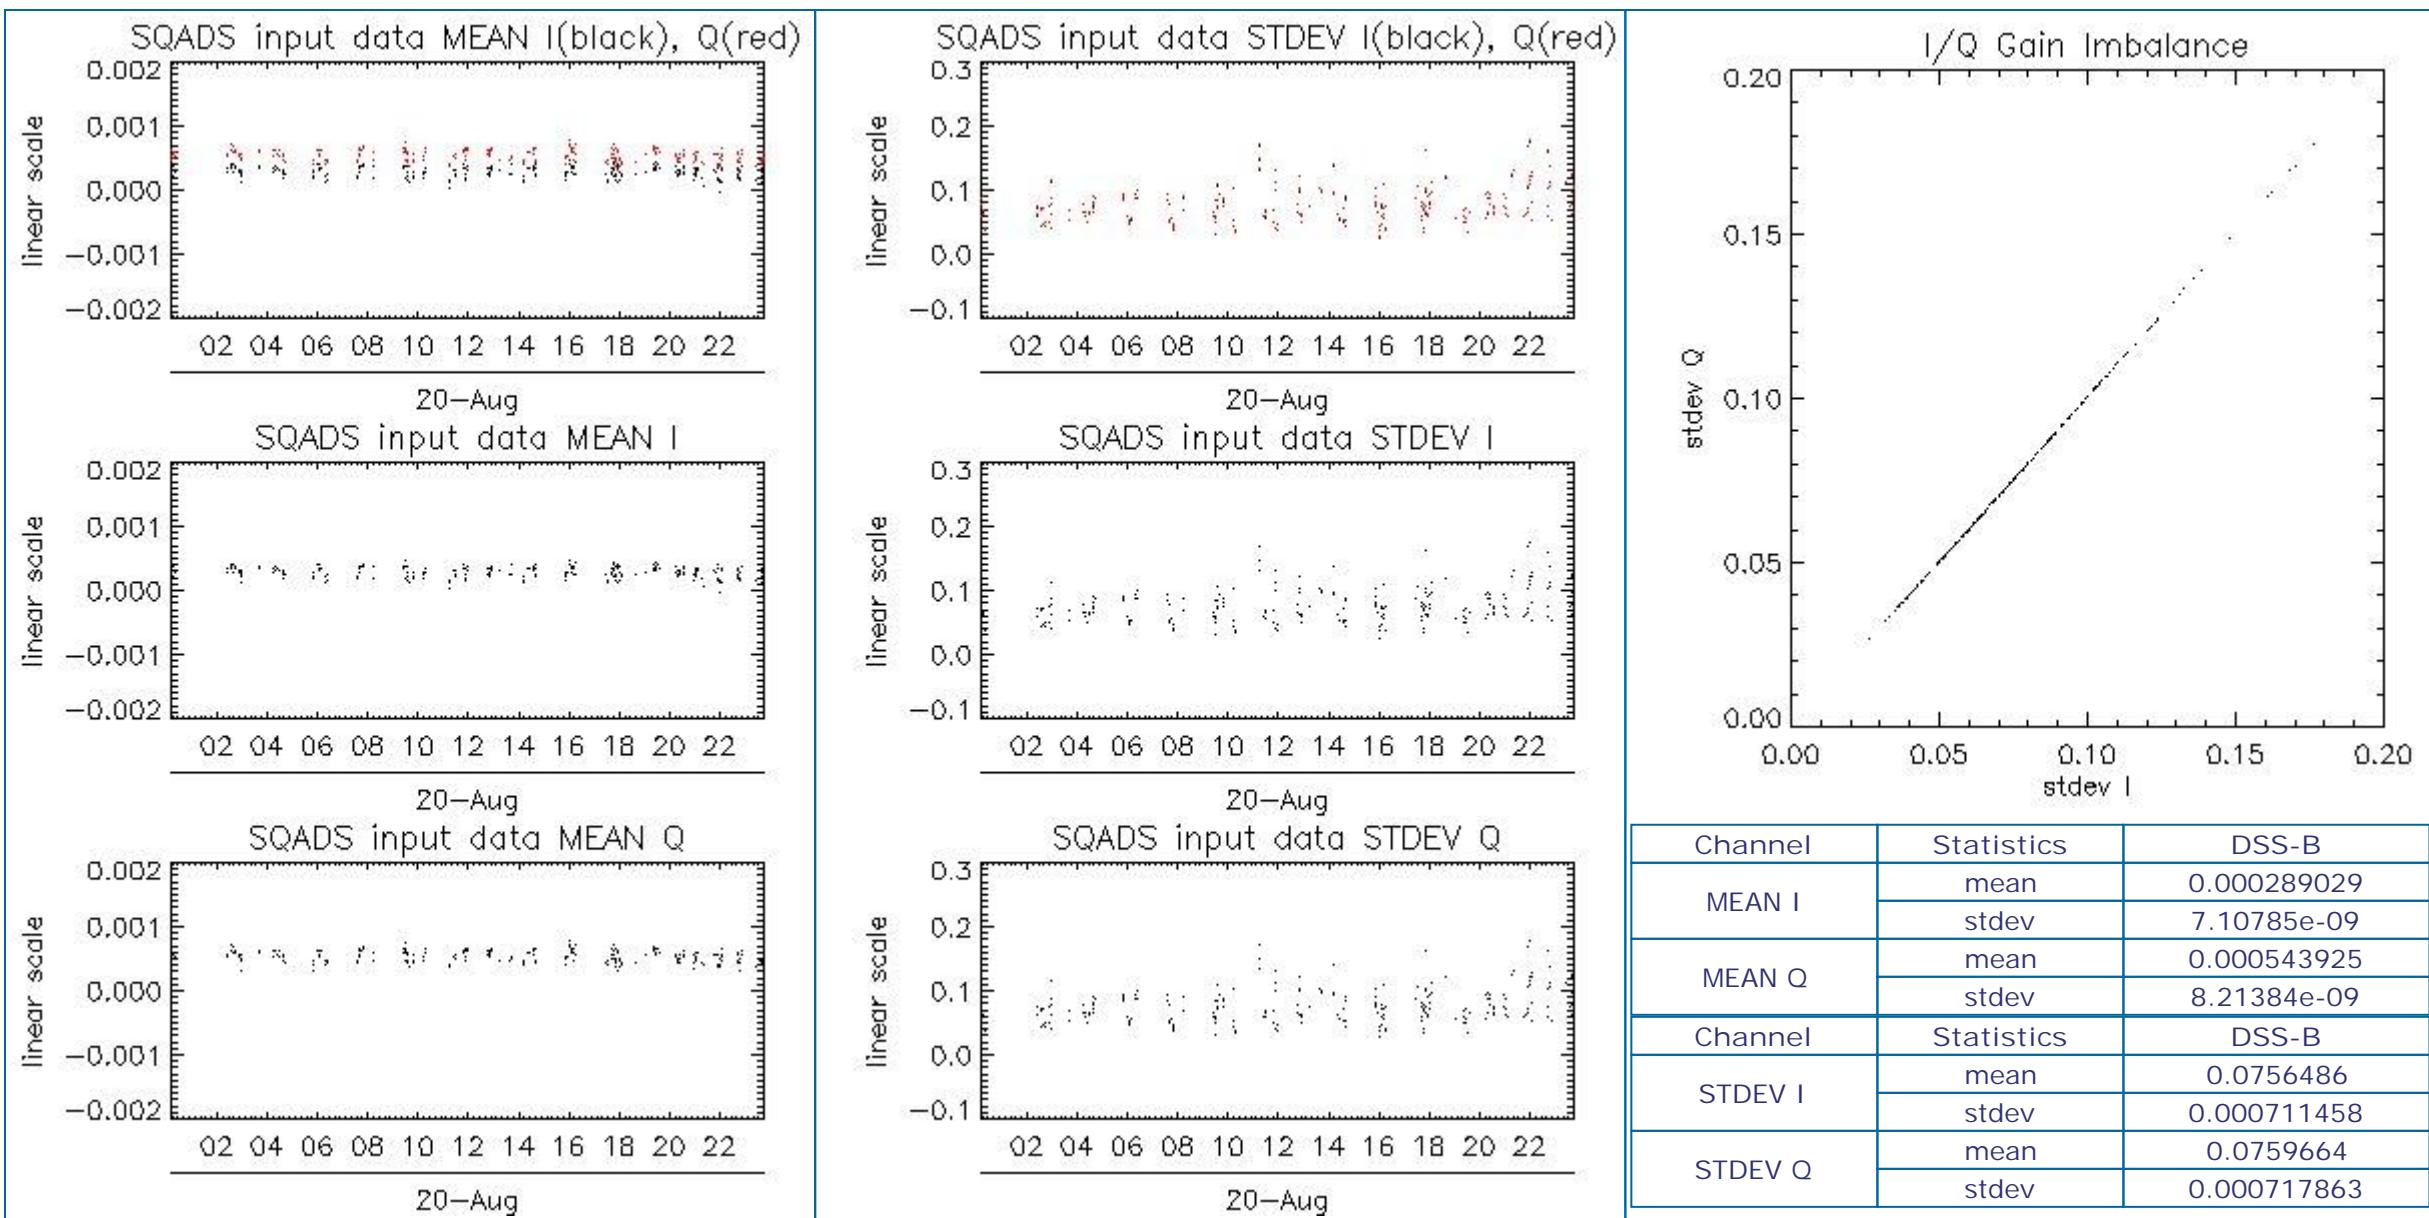 SQADS input data MEAN I(black), Q(red)
0.002
0.001
0.000
-0.001
-0.002
linear scale
02 04 06 08 10 12 14 16 18 20 22
20-Aug
SQADS input data MEAN I
0.002
0.001
0.000
-0.001
-0.002
linear scale
02 04 06 08 10 12 14 16 18 20 22
20-Aug
SQADS input data MEAN Q
0.002
0.001
0.000
-0.001
-0.002
linear scale
02 04 06 08 10 12 14 16 18 20 22
20-Aug
SQADS input data STDEV I(black), Q(red)
0.3
0.2
0.1
0.0
-0.1
linear scale
02 04 06 08 10 12 14 16 18 20 22
20-Aug
SQADS input data STDEV I
0.3
0.2
0.1
0.0
-0.1
linear scale
02 04 06 08 10 12 14 16 18 20 22
20-Aug
SQADS input data STDEV Q
0.3
0.2
0.1
0.0
-0.1
linear scale
02 04 06 08 10 12 14 16 18 20 22
20-Aug
I/Q Gain Imbalance
0.20
0.15
0.10
0.05
0.00
stdev Q
0.00 0.05 0.10 0.15 0.20
stdev I
Channel Statistics DSS-B
MEAN I mean 0.000289029
stdev 7.10785e-09
MEAN Q mean 0.000543925
stdev 8.21384e-09
Channel Statistics DSS-B
STDEV I mean 0.0756486
stdev 0.000711458
STDEV Q mean 0.0759664
stdev 0.000717863